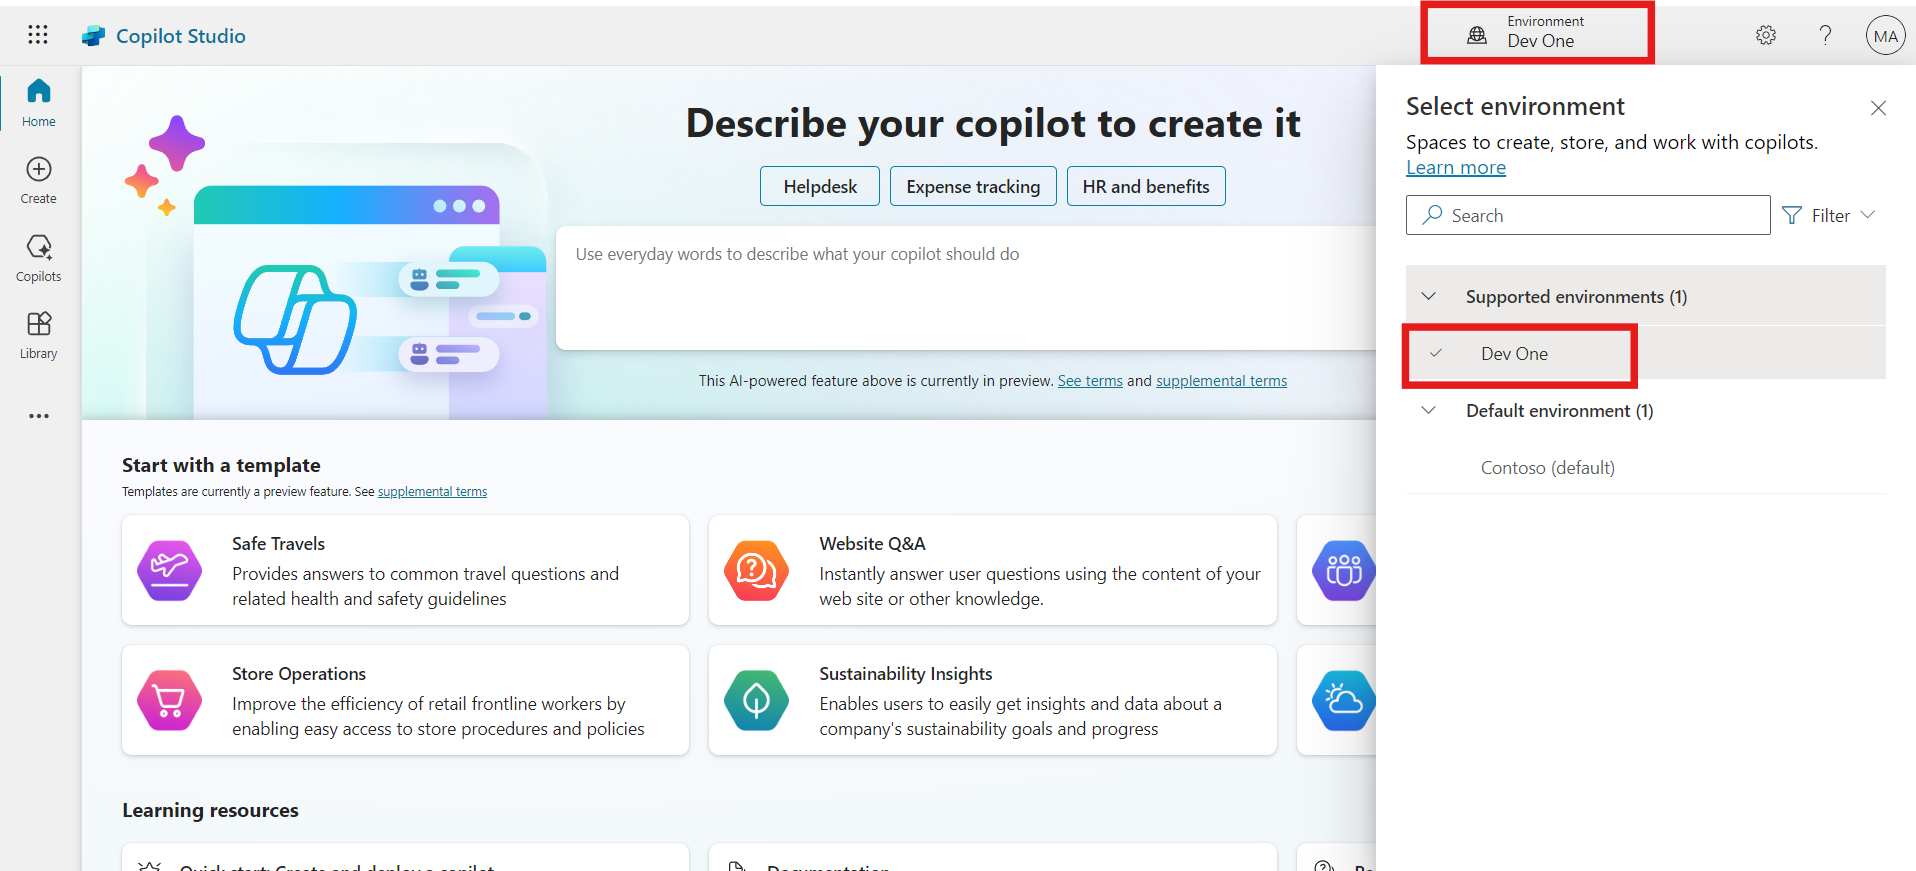 Copilot Studio
Environment
Dev One
MA
Home
Create
Copilots
Library
Describe your copilot to create it
Helpdesk
Expense tracking
HR and benefits
Use everyday words to describe what your copilot should do
This AI-powered feature above is currently in preview. See terms and supplemental terms
Start with a template
Templates are currently a preview feature. See supplemental terms
Safe Travels
Provides answers to common travel questions and
related health and safety guidelines
Website Q&A
Instantly answer user questions using the content of your
web site or other knowledge.
Store Operations
Improve the efficiency of retail frontline workers by
enabling easy access to store procedures and policies
Sustainability Insights
Enables users to easily get insights and data about a
company's sustainability goals and progress
Learning resources
Quick start: Create and deploy a copilot
Documentation
Select environment
Spaces to create, store, and work with copilots.
Learn more
Search
Filter
Supported environments (1)
Dev One
Default environment (1)
Contoso (default)